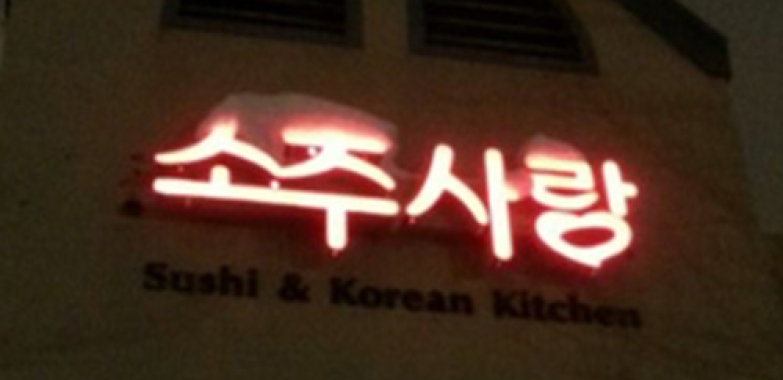 소주사랑
Sushi & Korean Kitchen